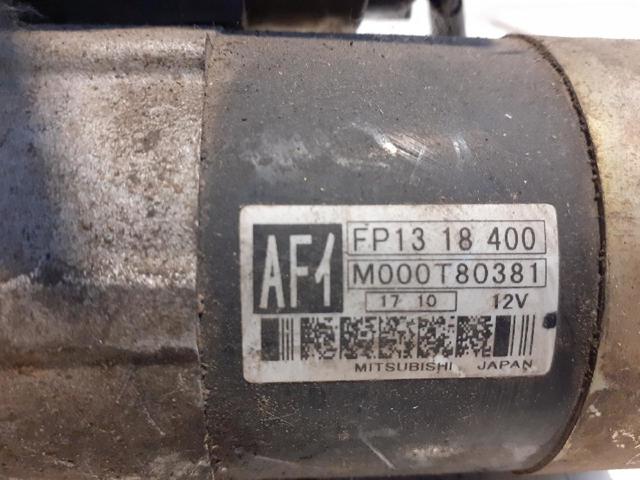 AF1
FP13 18 400
M000T80381
17 10 12V
MITSUBISHI JAPAN